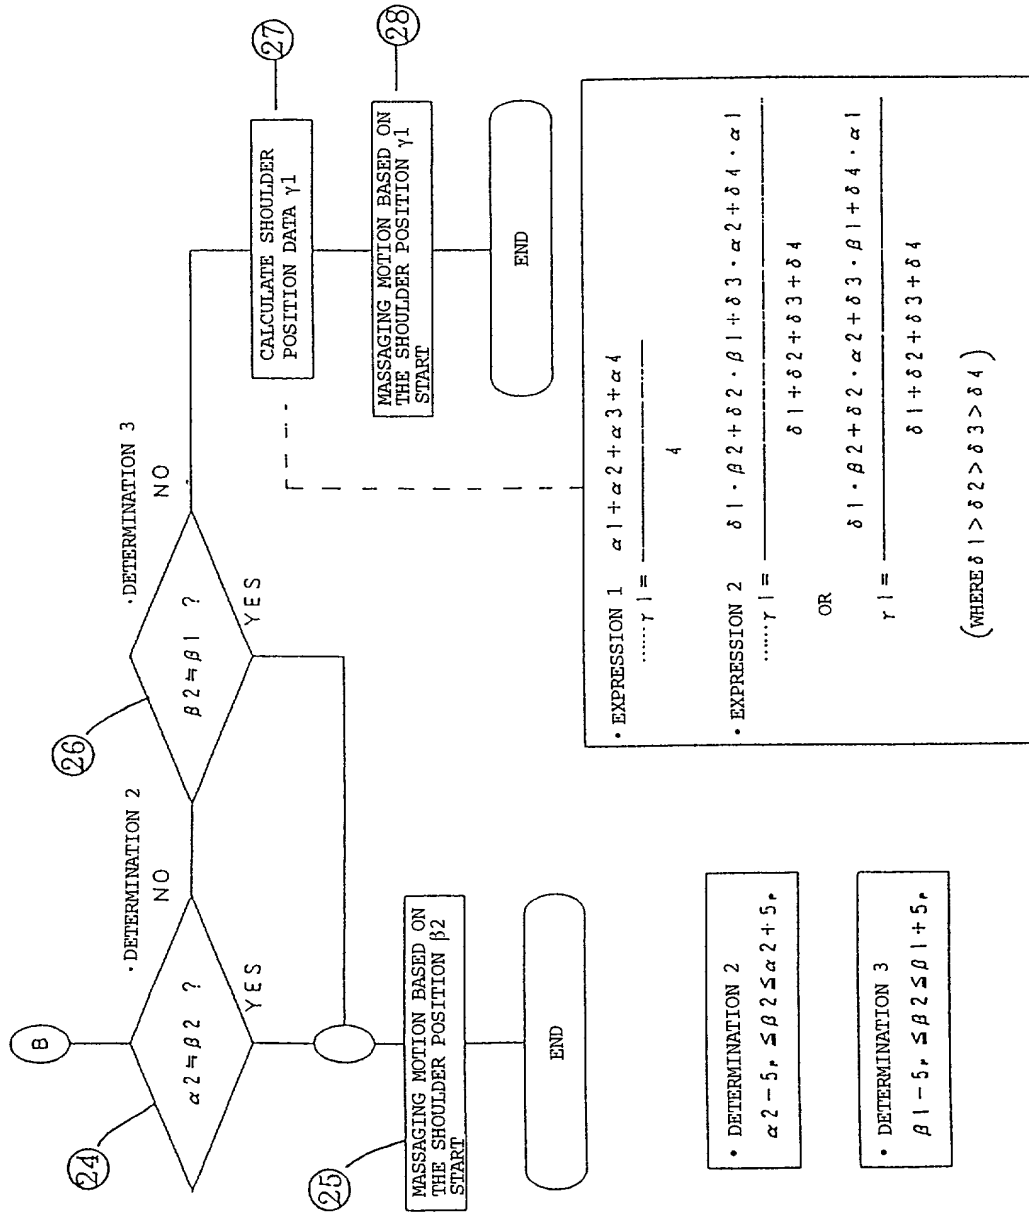 B
24
α2≒β2 ?
·DETERMINATION 2
NO
YES
26
β2≒β1 ?
·DETERMINATION 3
NO
YES
25
MASSAGING MOTION BASED ON
THE SHOULDER POSITION β2
START
END
27
CALCULATE SHOULDER
POSITION DATA γ1
28
MASSAGING MOTION BASED ON
THE SHOULDER POSITION γ1
START
END
• DETERMINATION 2
α2−5r≦β2≦α2+5r
• DETERMINATION 3
β1−5r≦β2≦β1+5r
• EXPRESSION 1 α1+α2+α3+α4
......γ1=
4
• EXPRESSION 2 δ1·β2+δ2·β1+δ3·α2+δ4·α1
......γ1=
δ1+δ2+δ3+δ4
OR
δ1·β2+δ2·α2+δ3·β1+δ4·α1
γ1=
δ1+δ2+δ3+δ4
(WHERE δ1>δ2>δ3>δ4)